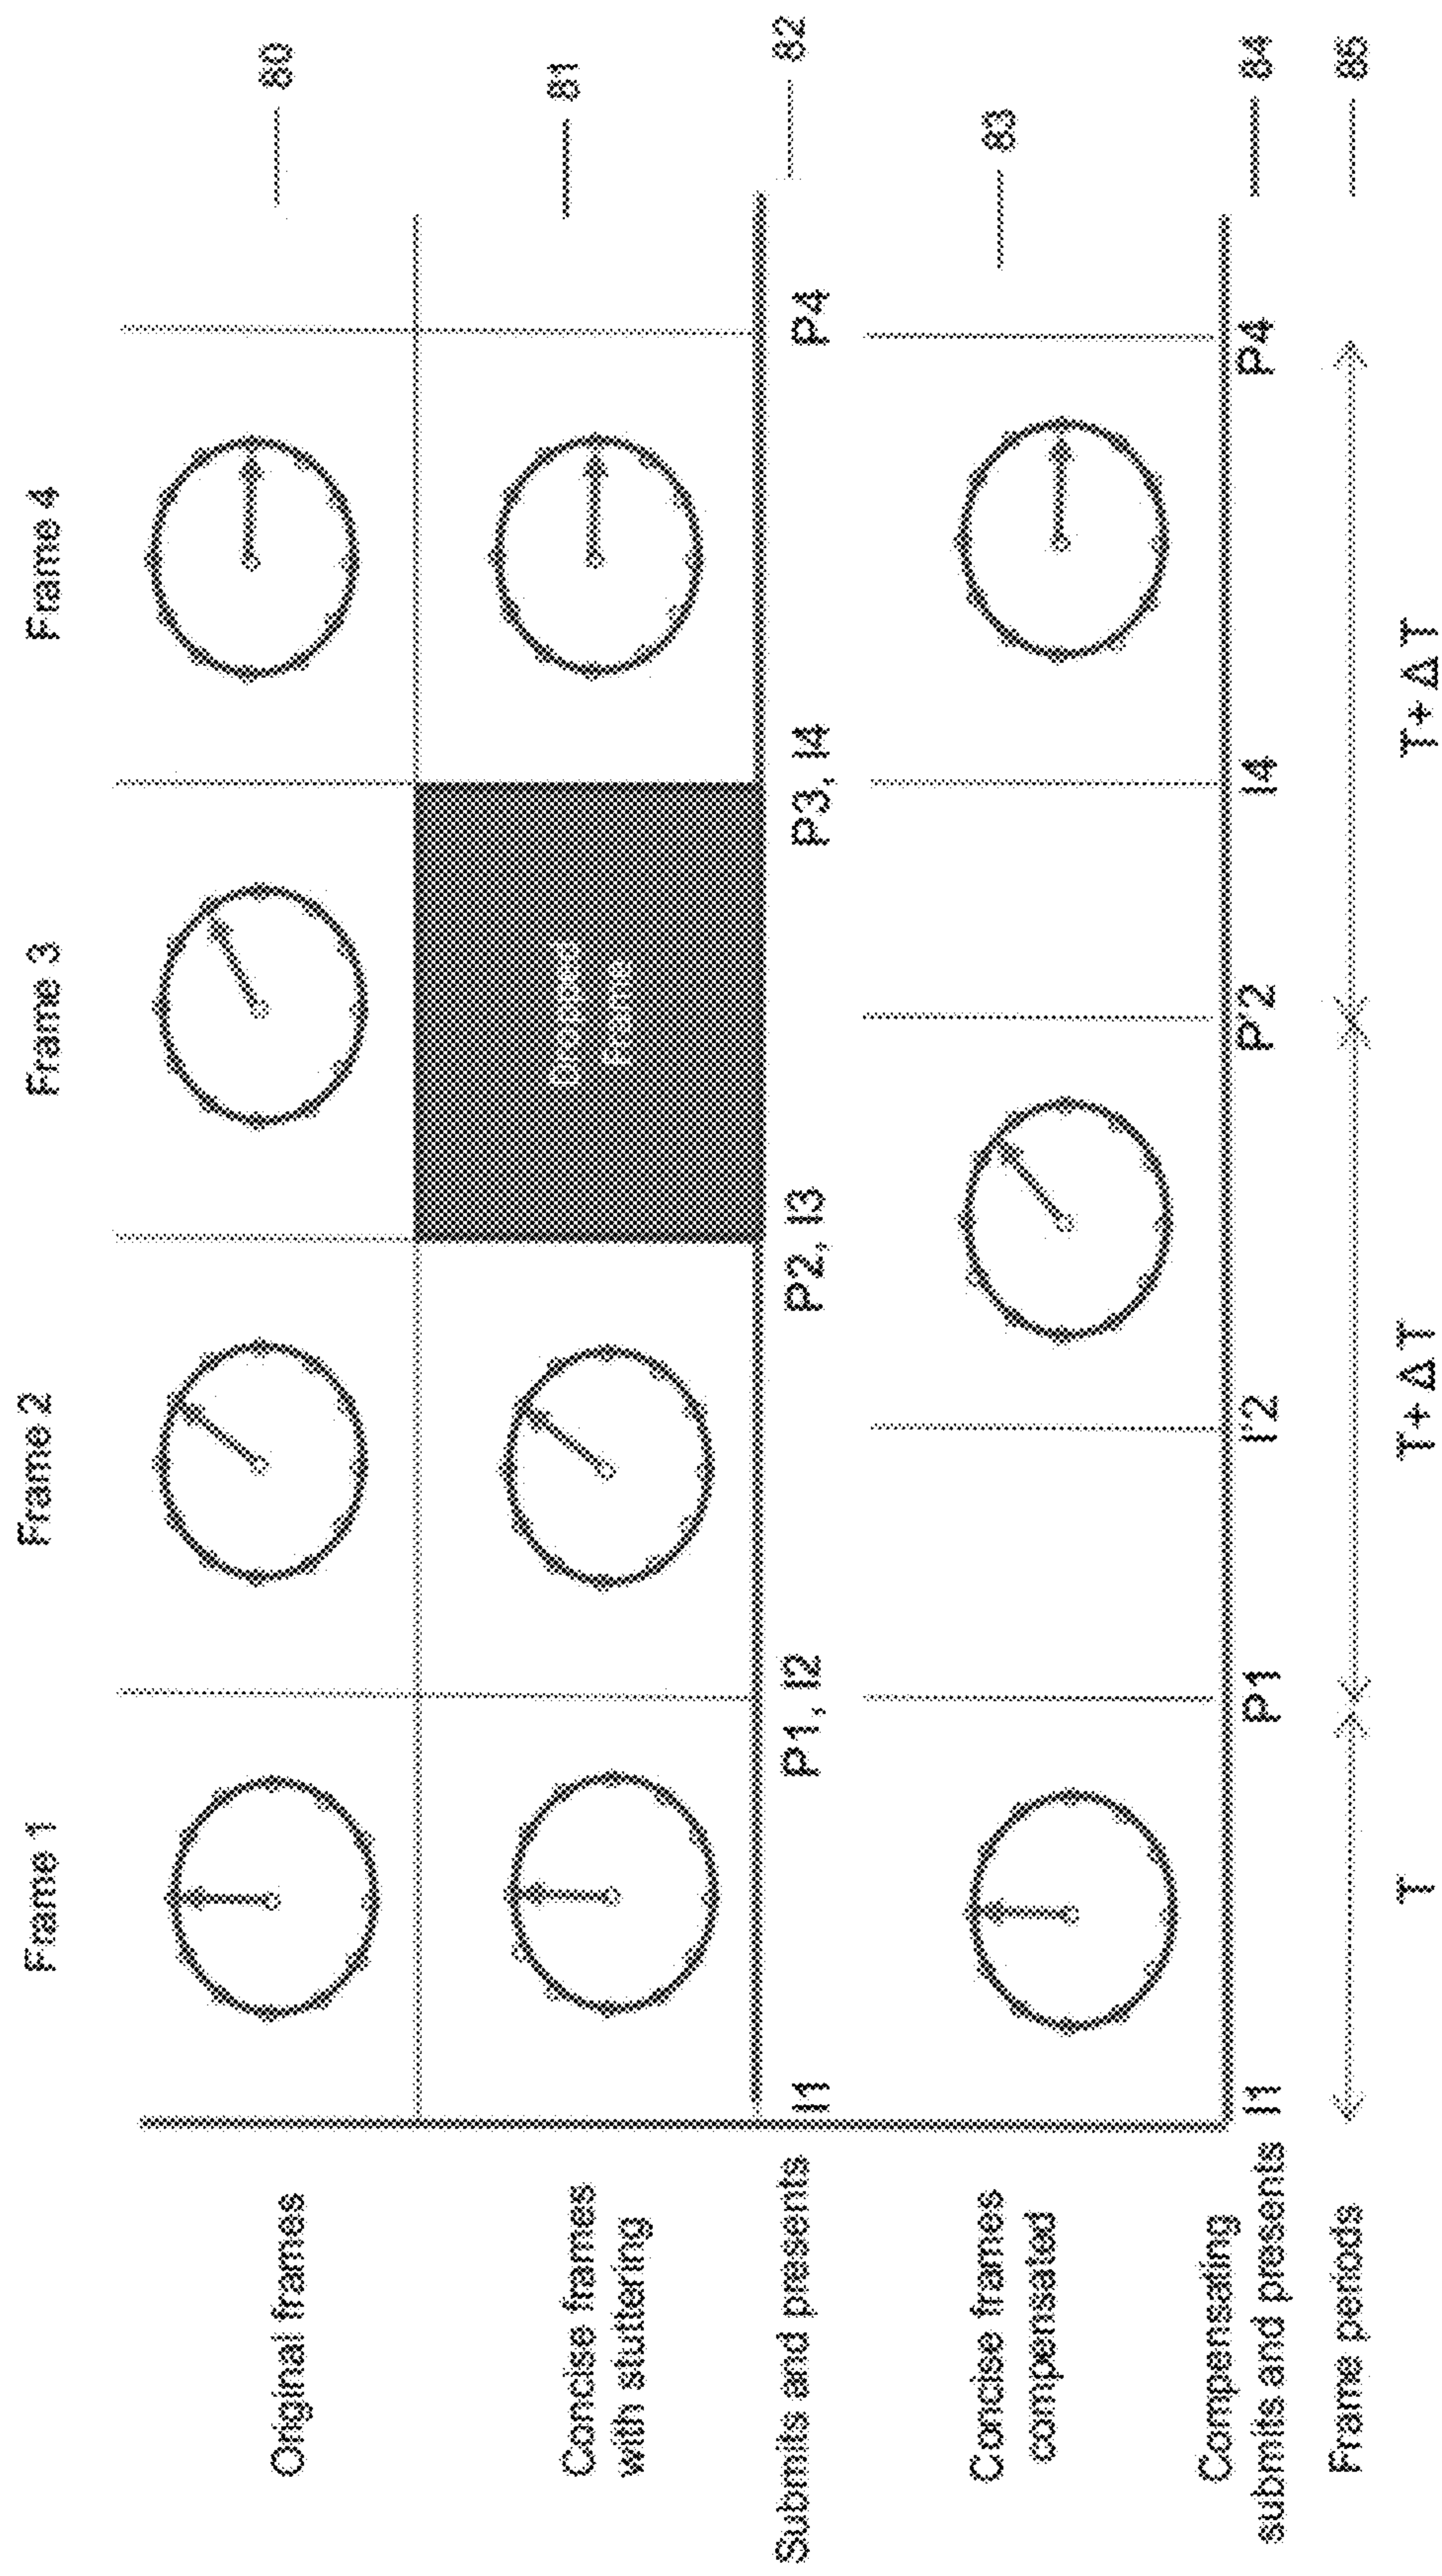 Frame 1
Frame 2
Frame 3
Frame 4
Original frames
80
Concise frames
with stuttering
Dropped
Frame
81
Submits and presents
I1
P1, I2
P2, I3
P3, I4
P4
82
Concise frames
compensated
83
Compensating
submits and presents
I1
P1
I'2
P'2
I4
P4
84
Frame periods
85
T
T+ΔT
T+ΔT